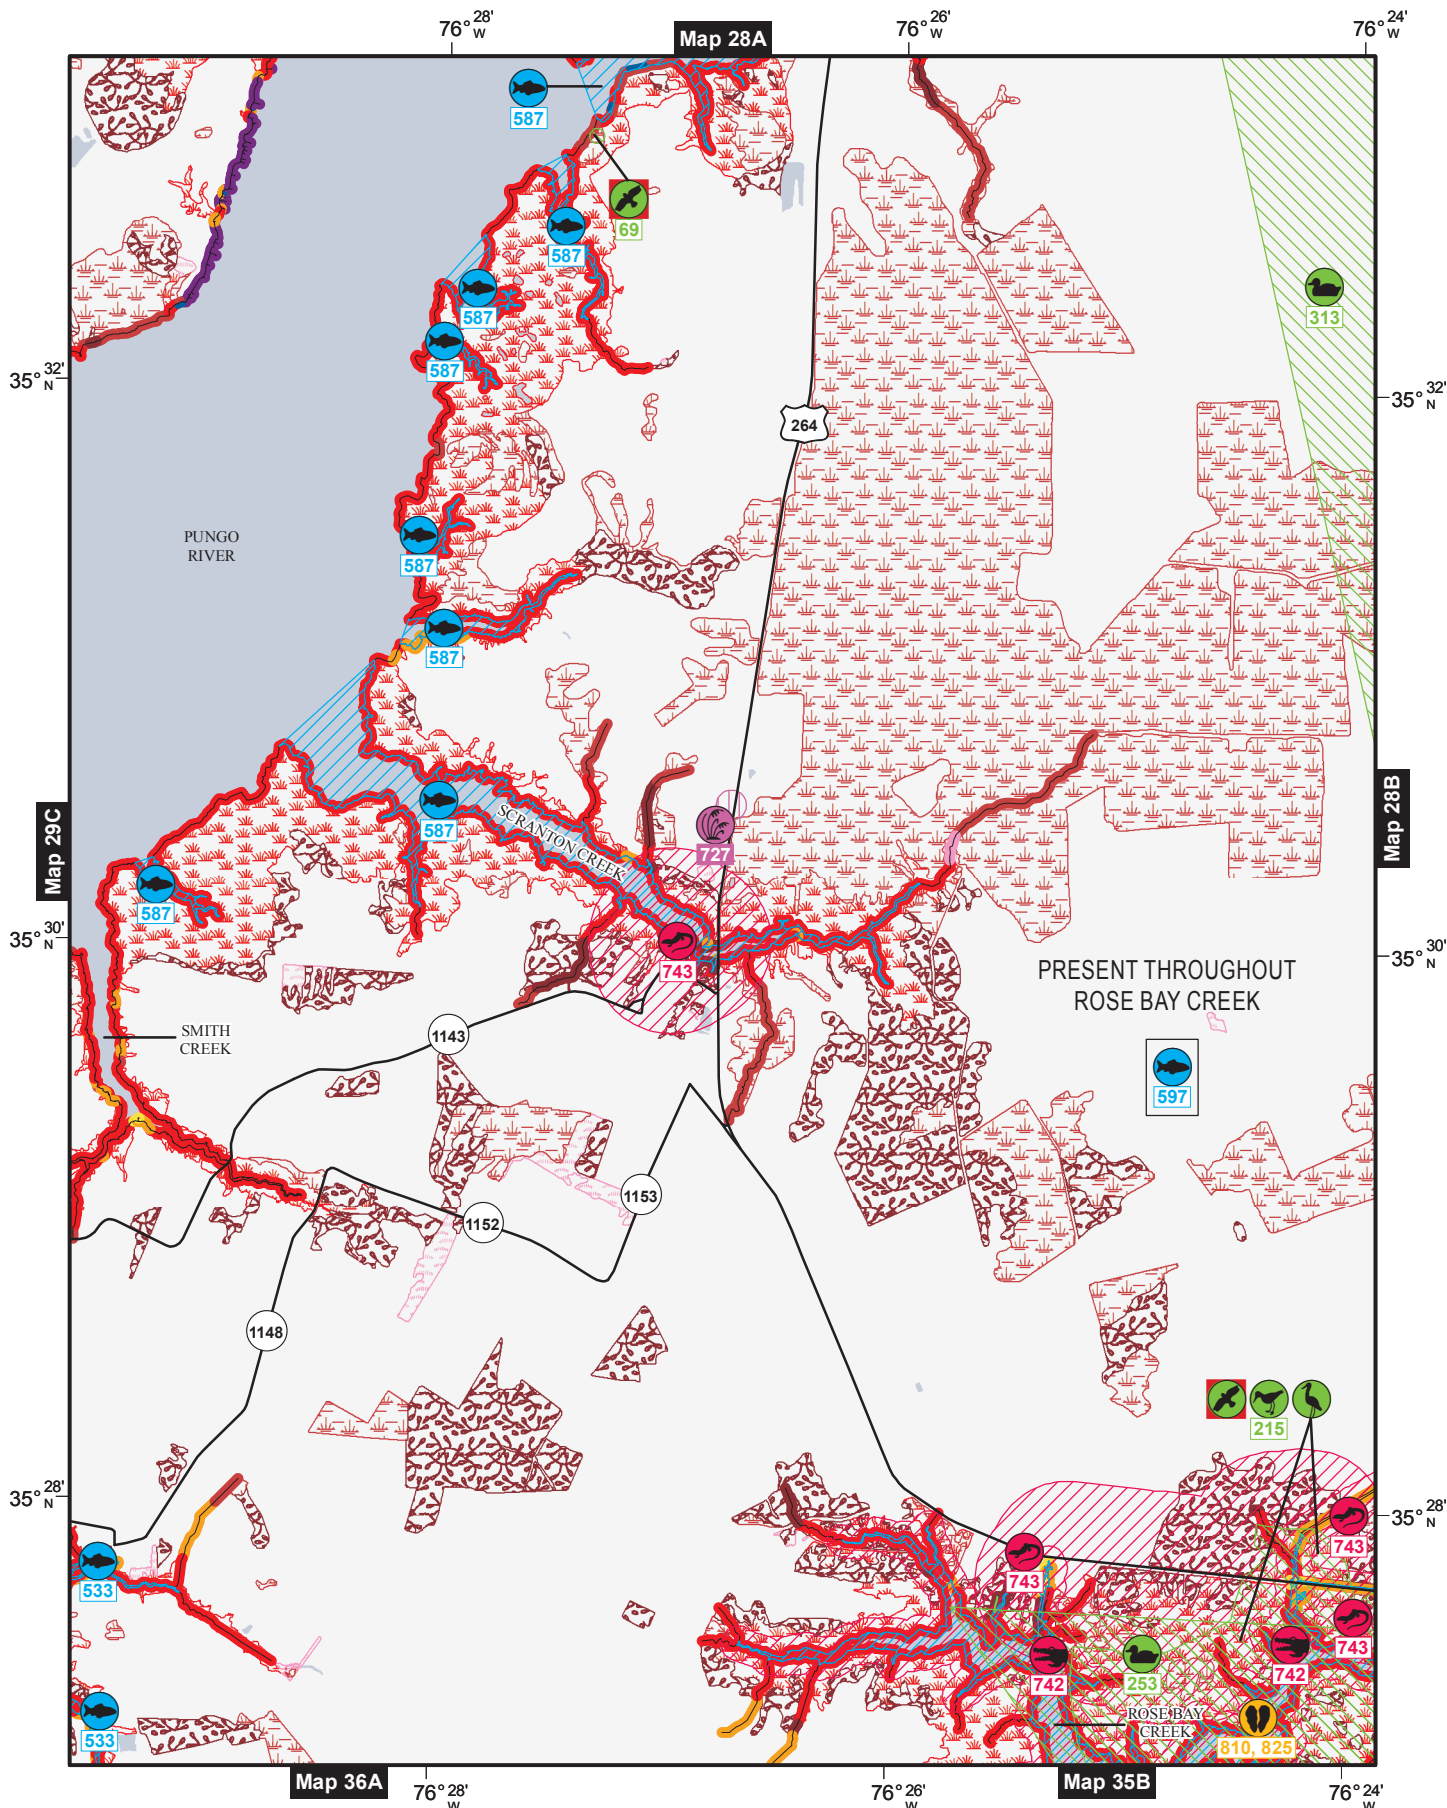 76° 28' W
Map 28A
76° 26' W
76° 24' W
587
69
587
587
313
587
35° 32' N
35° 32' N
264
PUNGO
RIVER
587
587
Map 29C
Map 28B
587
SCRANTON CREEK
727
587
35° 30' N
35° 30' N
743
PRESENT THROUGHOUT
ROSE BAY CREEK
SMITH
CREEK
1143
597
1153
1152
1148
215
35° 28' N
35° 28' N
743
743
533
743
742
253
742
533
ROSE BAY
CREEK
810, 825
Map 36A
76° 28' W
76° 26' W
Map 35B
76° 24' W